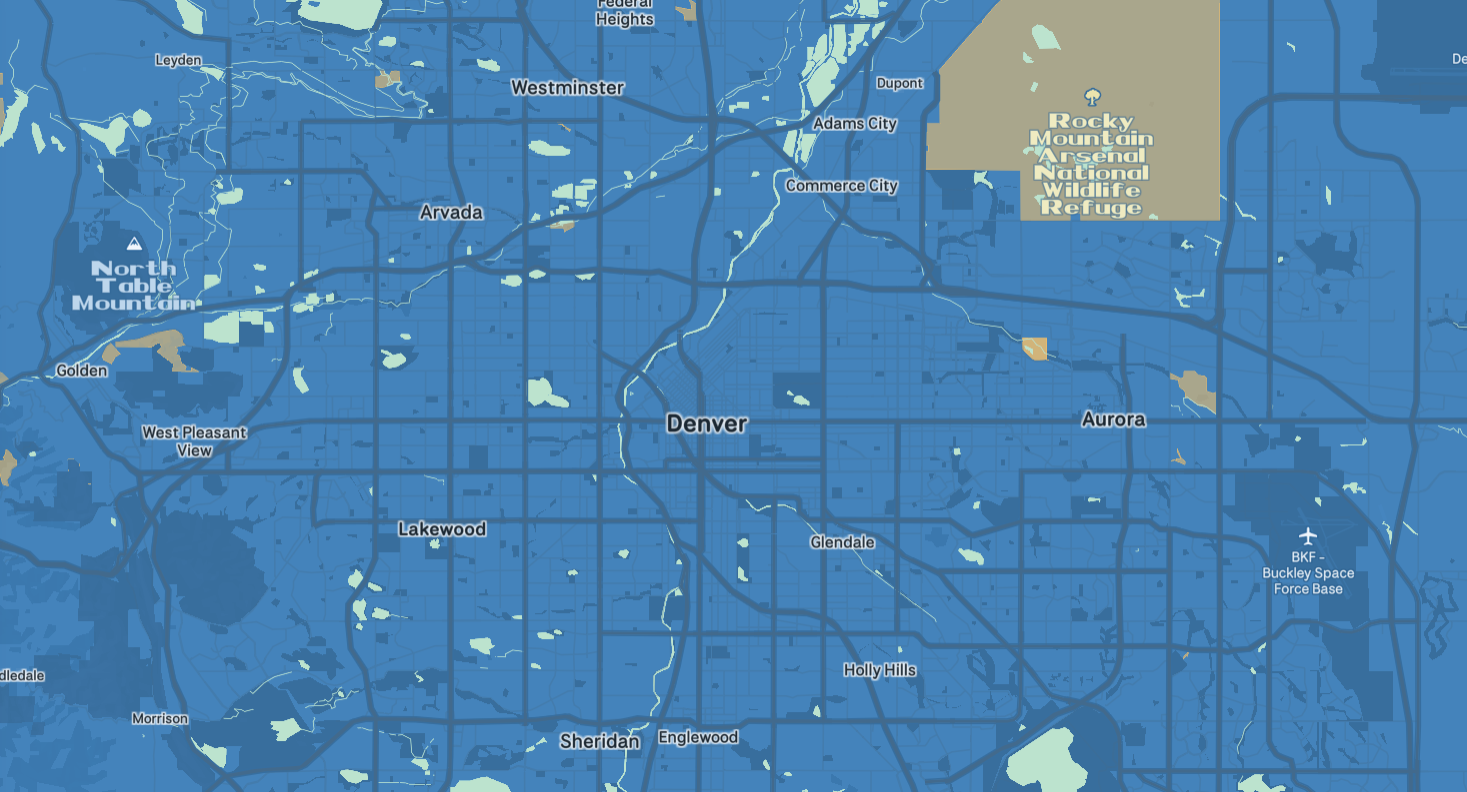 Federal
Heights
Leyden
Westminster
Dupont
Adams City
Rocky
Mountain
Arsenal
National
Wildlife
Refuge
Commerce City
Arvada
North
Table
Mountain
Golden
Denver
Aurora
West Pleasant
View
Lakewood
Glendale
BKF -
Buckley Space
Force Base
Holly Hills
dledale
Morrison
Sheridan
Englewood
De